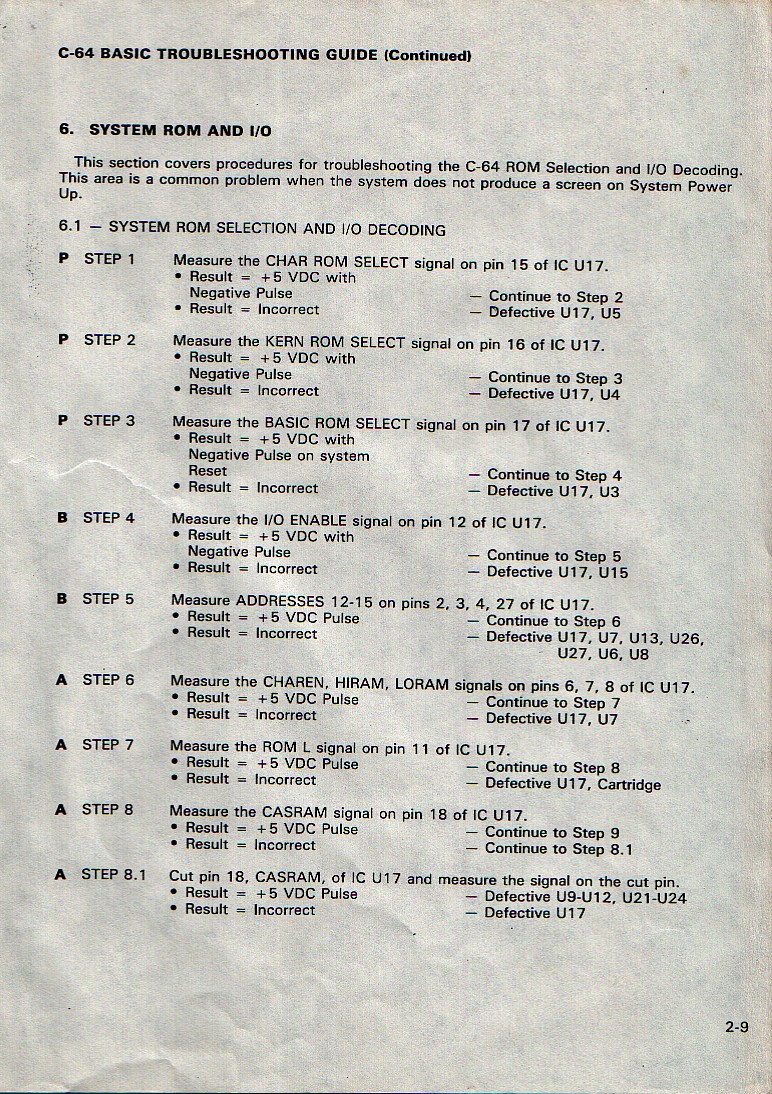 C-64 BASIC TROUBLESHOOTING GUIDE (Continued)
6. SYSTEM ROM AND I/O
This section covers procedures for troubleshooting the C-64 ROM Selection and I/O Decoding.
This area is a common problem when the system does not produce a screen on System Power
Up.
6.1 – SYSTEM ROM SELECTION AND I/O DECODING
P STEP 1 Measure the CHAR ROM SELECT signal on pin 15 of IC U17.
• Result = +5 VDC with
Negative Pulse – Continue to Step 2
• Result = Incorrect – Defective U17, U5
P STEP 2 Measure the KERN ROM SELECT signal on pin 16 of IC U17.
• Result = +5 VDC with
Negative Pulse – Continue to Step 3
• Result = Incorrect – Defective U17, U4
P STEP 3 Measure the BASIC ROM SELECT signal on pin 17 of IC U17.
• Result = +5 VDC with
Negative Pulse on system
Reset – Continue to Step 4
• Result = Incorrect – Defective U17, U3
B STEP 4 Measure the I/O ENABLE signal on pin 12 of IC U17.
• Result = +5 VDC with
Negative Pulse – Continue to Step 5
• Result = Incorrect – Defective U17, U15
B STEP 5 Measure ADDRESSES 12-15 on pins 2, 3, 4, 27 of IC U17.
• Result = +5 VDC Pulse – Continue to Step 6
• Result = Incorrect – Defective U17, U7, U13, U26,
U27, U6, U8
A STEP 6 Measure the CHAREN, HIRAM, LORAM signals on pins 6, 7, 8 of IC U17.
• Result = +5 VDC Pulse – Continue to Step 7
• Result = Incorrect – Defective U17, U7
A STEP 7 Measure the ROM L signal on pin 11 of IC U17.
• Result = +5 VDC Pulse – Continue to Step 8
• Result = Incorrect – Defective U17, Cartridge
A STEP 8 Measure the CASRAM signal on pin 18 of IC U17.
• Result = +5 VDC Pulse – Continue to Step 9
• Result = Incorrect – Continue to Step 8.1
A STEP 8.1 Cut pin 18, CASRAM, of IC U17 and measure the signal on the cut pin.
• Result = +5 VDC Pulse – Defective U9-U12, U21-U24
• Result = Incorrect – Defective U17
2-9